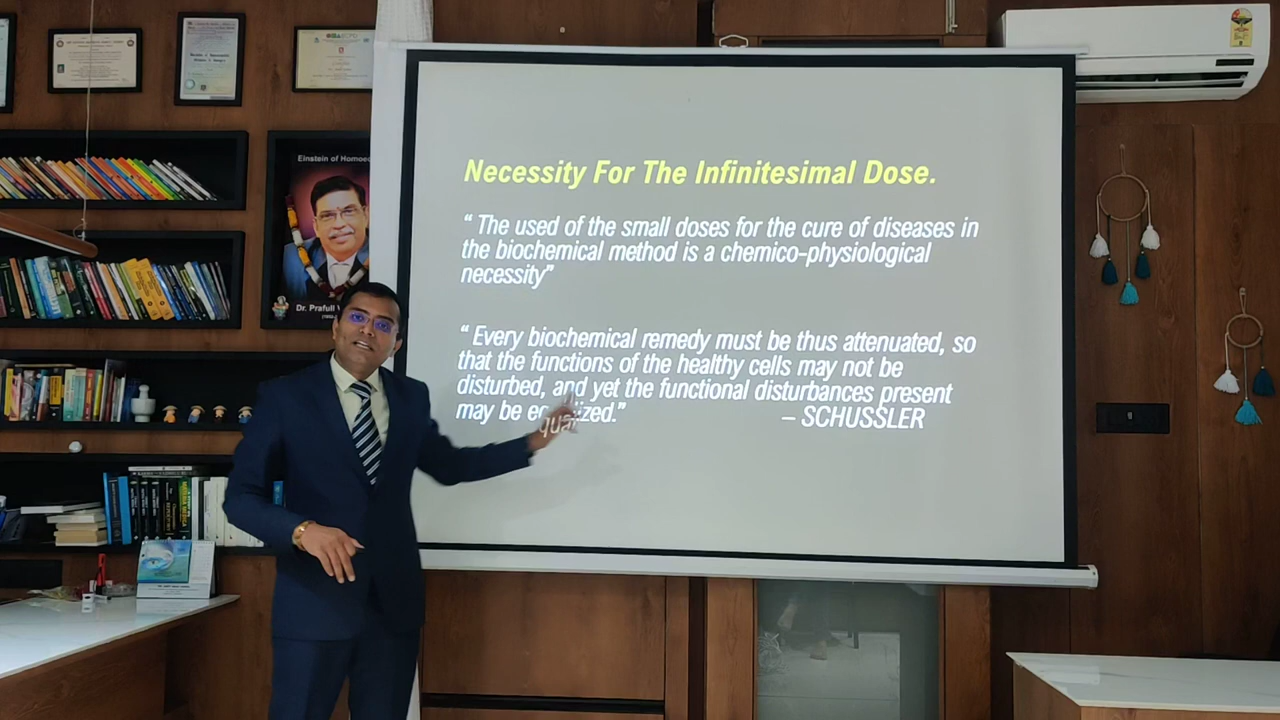 Einstein of Homoeo
Dr. Prafull V
Necessity For The Infinitesimal Dose.
“ The used of the small doses for the cure of diseases in
the biochemical method is a chemico-physiological
necessity”
“ Every biochemical remedy must be thus attenuated, so
that the functions of the healthy cells may not be
disturbed, and yet the functional disturbances present
may be equalized.” – SCHUSSLER